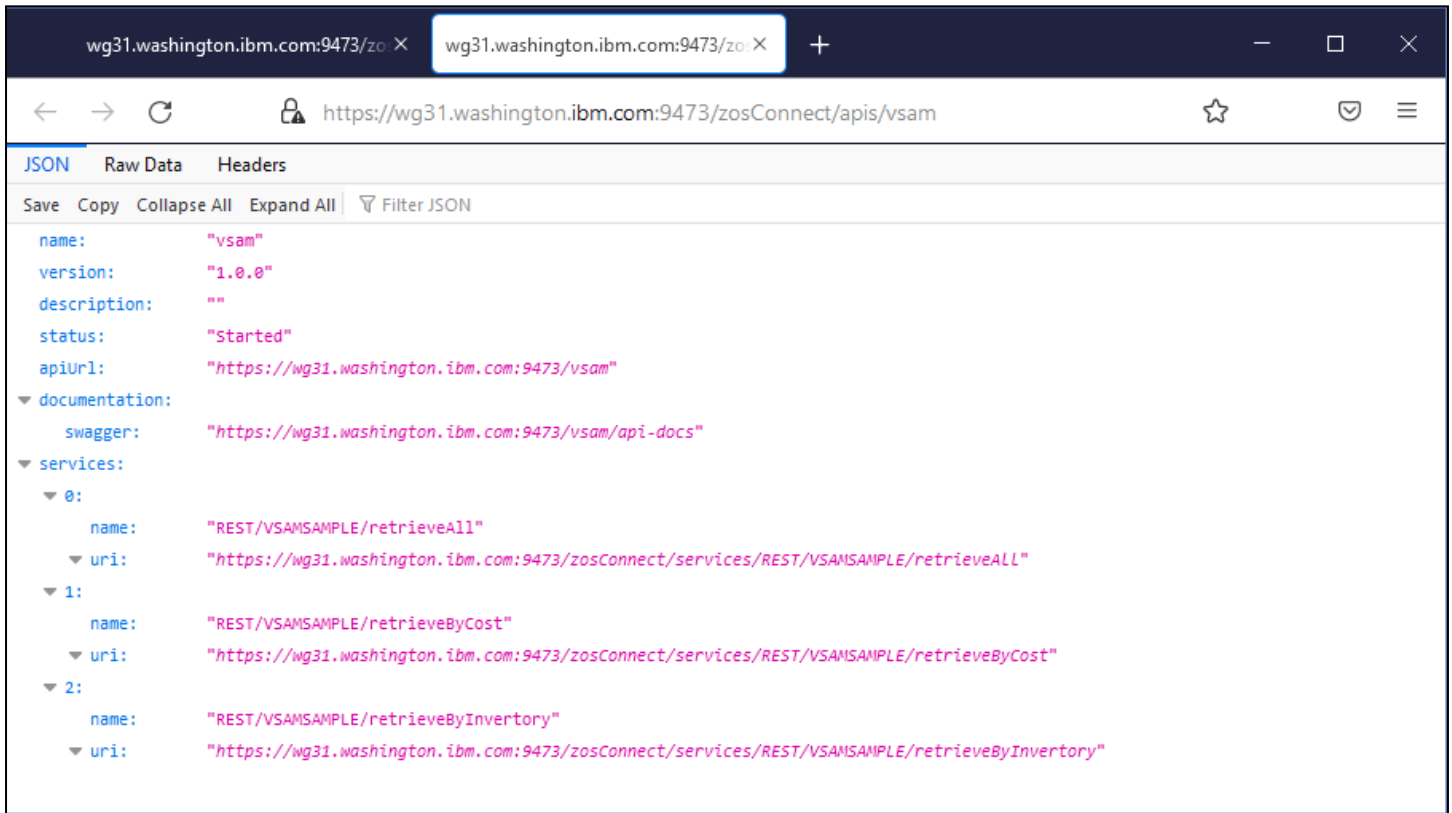 wg31.washington.ibm.com:9473/zo
wg31.washington.ibm.com:9473/zo
https://wg31.washington.ibm.com:9473/zosConnect/apis/vsam
JSON Raw Data Headers
Save Copy Collapse All Expand All Filter JSON
name: "vsam"
version: "1.0.0"
description: ""
status: "Started"
apiUrl: "https://wg31.washington.ibm.com:9473/vsam"
documentation:
swagger: "https://wg31.washington.ibm.com:9473/vsam/api-docs"
services:
0:
name: "REST/VSAMSAMPLE/retrieveAll"
uri: "https://wg31.washington.ibm.com:9473/zosConnect/services/REST/VSAMSAMPLE/retrieveAll"
1:
name: "REST/VSAMSAMPLE/retrieveByCost"
uri: "https://wg31.washington.ibm.com:9473/zosConnect/services/REST/VSAMSAMPLE/retrieveByCost"
2:
name: "REST/VSAMSAMPLE/retrieveByInvertory"
uri: "https://wg31.washington.ibm.com:9473/zosConnect/services/REST/VSAMSAMPLE/retrieveByInvertory"